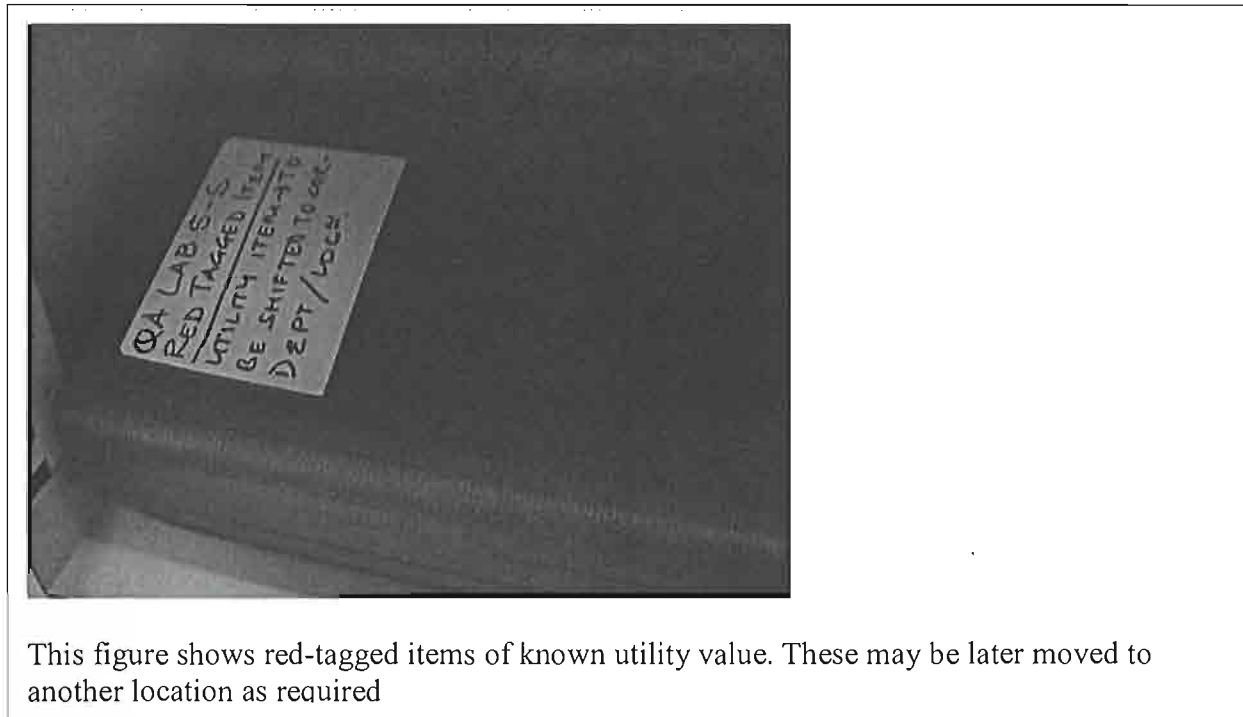 QA LAB 5-S
RED TAGGED ITEM
UTILITY ITEM → TO
BE SHIFTED TO
DEPT/LOCN.
This figure shows red-tagged items of known utility value. These may be later moved to
another location as required